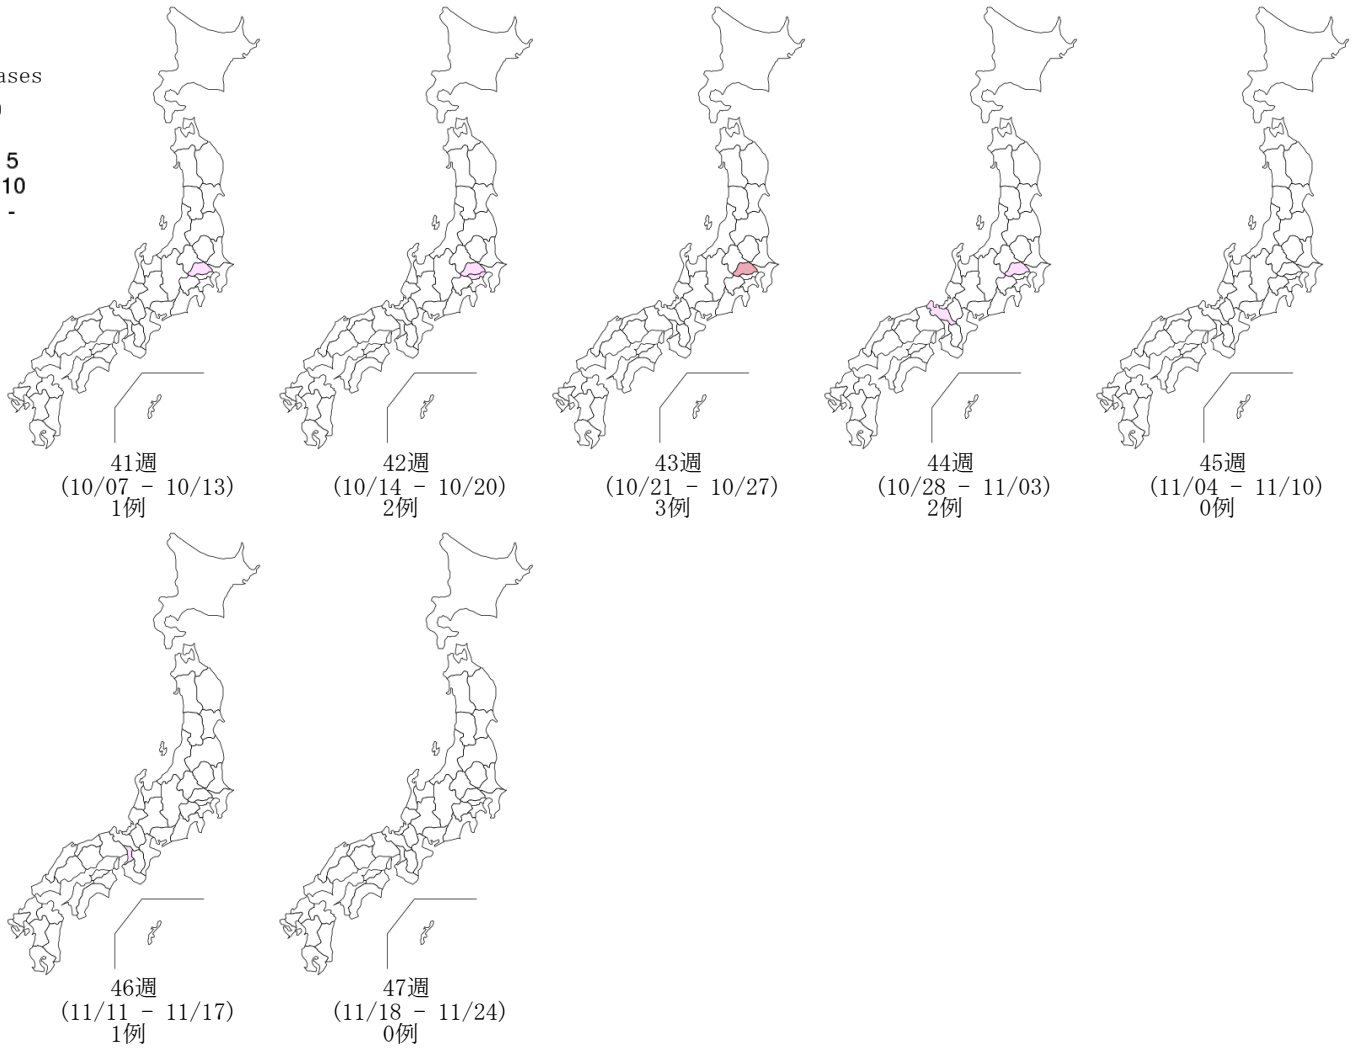 ases
5
10
-
41週
(10/07 - 10/13)
1例
42週
(10/14 - 10/20)
2例
43週
(10/21 - 10/27)
3例
44週
(10/28 - 11/03)
2例
45週
(11/04 - 11/10)
0例
46週
(11/11 - 11/17)
1例
47週
(11/18 - 11/24)
0例